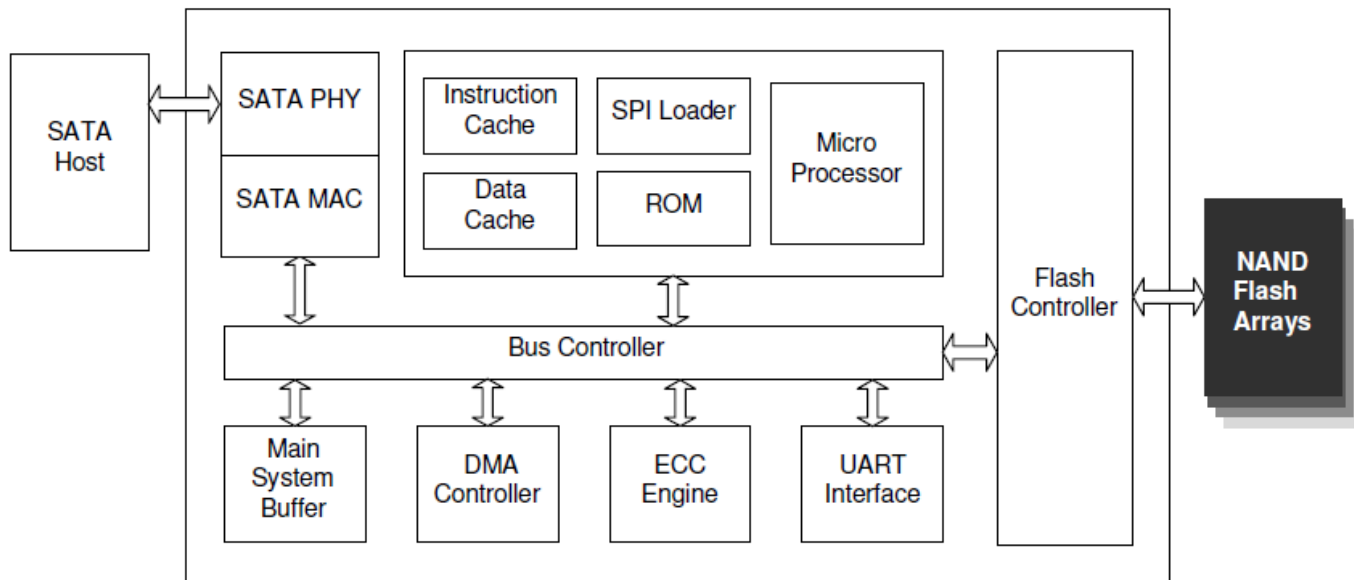 SATA
Host
SATA PHY
SATA MAC
Instruction
Cache
SPI Loader
Data
Cache
ROM
Micro
Processor
Flash
Controller
NAND
Flash
Arrays
Bus Controller
Main
System
Buffer
DMA
Controller
ECC
Engine
UART
Interface